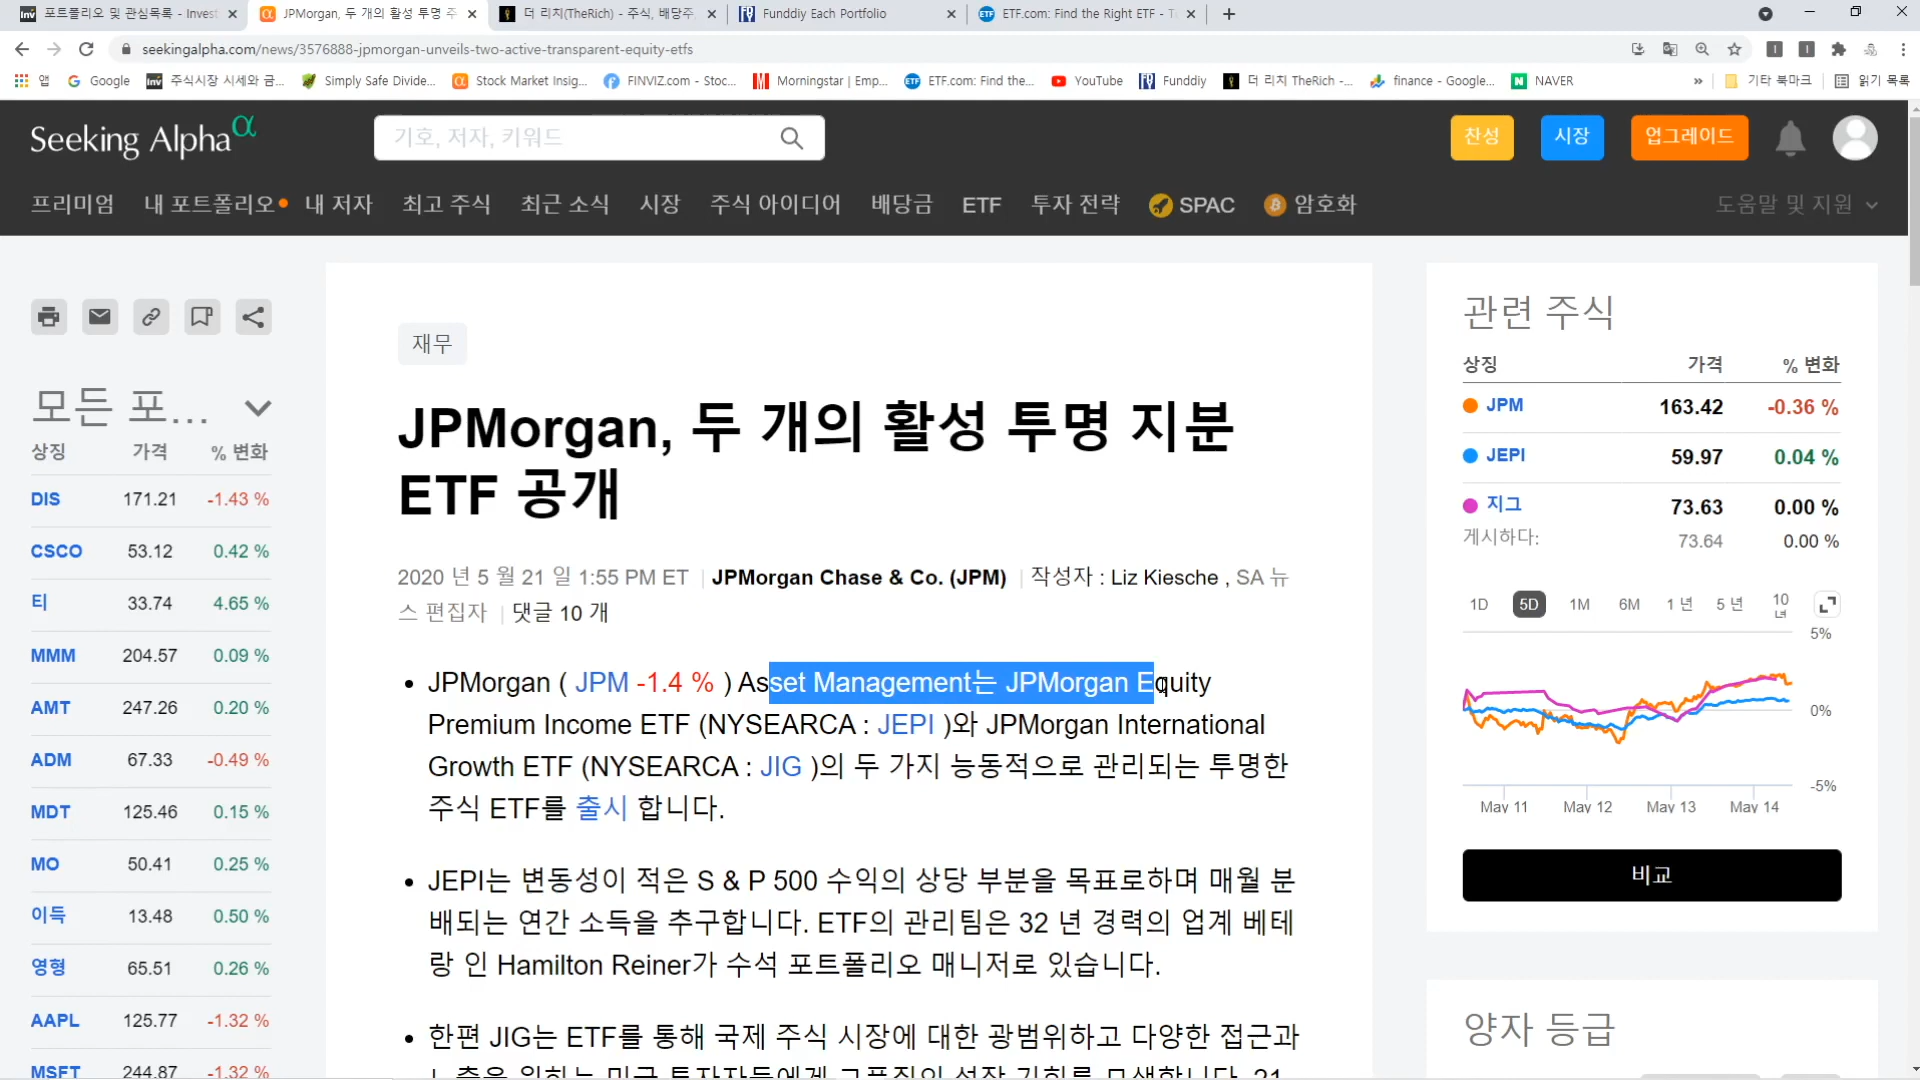 포트폴리오 및 관심목록 - Invest
JPMorgan, 두 개의 활성 투명 주
더 리치(TheRich) - 주식, 배당주,
Funddiy Each Portfolio
ETF.com: Find the Right ETF - T
seekingalpha.com/news/3576888-jpmorgan-unveils-two-active-transparent-equity-etfs
앱
Google
주식시장 시세와 금...
Simply Safe Divide...
Stock Market Insig...
FINVIZ.com - Stoc...
Morningstar | Emp...
ETF.com: Find the...
YouTube
Funddiy
더 리치 TheRich -...
finance - Google...
NAVER
»
기타 북마크
읽기 목록
Seeking Alpha α
기호, 저자, 키워드
찬성
시장
업그레이드
프리미엄 내 포트폴리오 내 저자 최고 주식 최근 소식 시장 주식 아이디어 배당금 ETF 투자 전략 SPAC 암호화 도움말 및 지원
모든 포...
상징 가격 % 변화
DIS 171.21 -1.43 %
CSCO 53.12 0.42 %
티 33.74 4.65 %
MMM 204.57 0.09 %
AMT 247.26 0.20 %
ADM 67.33 -0.49 %
MDT 125.46 0.15 %
MO 50.41 0.25 %
이득 13.48 0.50 %
영형 65.51 0.26 %
AAPL 125.77 -1.32 %
MSFT 244.87 -1.32 %
재무
JPMorgan, 두 개의 활성 투명 지분
ETF 공개
2020 년 5 월 21 일 1:55 PM ET | JPMorgan Chase & Co. (JPM) | 작성자 : Liz Kiesche , SA 뉴
스 편집자 | 댓글 10 개
• JPMorgan ( JPM -1.4 % ) Asset Management는 JPMorgan Equity
Premium Income ETF (NYSEARCA : JEPI )와 JPMorgan International
Growth ETF (NYSEARCA : JIG )의 두 가지 능동적으로 관리되는 투명한
주식 ETF를 출시 합니다.
• JEPI는 변동성이 적은 S & P 500 수익의 상당 부분을 목표로하며 매월 분
배되는 연간 소득을 추구합니다. ETF의 관리팀은 32 년 경력의 업계 베테
랑 인 Hamilton Reiner가 수석 포트폴리오 매니저로 있습니다.
• 한편 JIG는 ETF를 통해 국제 주식 시장에 대한 광범위하고 다양한 접근과
관련 주식
상징 가격 % 변화
JPM 163.42 -0.36 %
JEPI 59.97 0.04 %
지그 73.63 0.00 %
게시하다: 73.64 0.00 %
1D 5D 1M 6M 1 년 5 년 10 년
5%
0%
-5%
May 11 May 12 May 13 May 14
비교
양자 등급